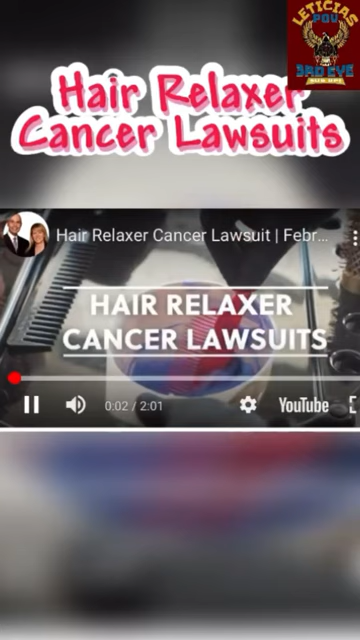 LETICIAS
POV
3RD EYE
Hair Relaxer
Cancer Lawsuits
Hair Relaxer Cancer Lawsuit | Febr...
HAIR RELAXER
CANCER LAWSUITS
0:02 / 2:01
YouTube